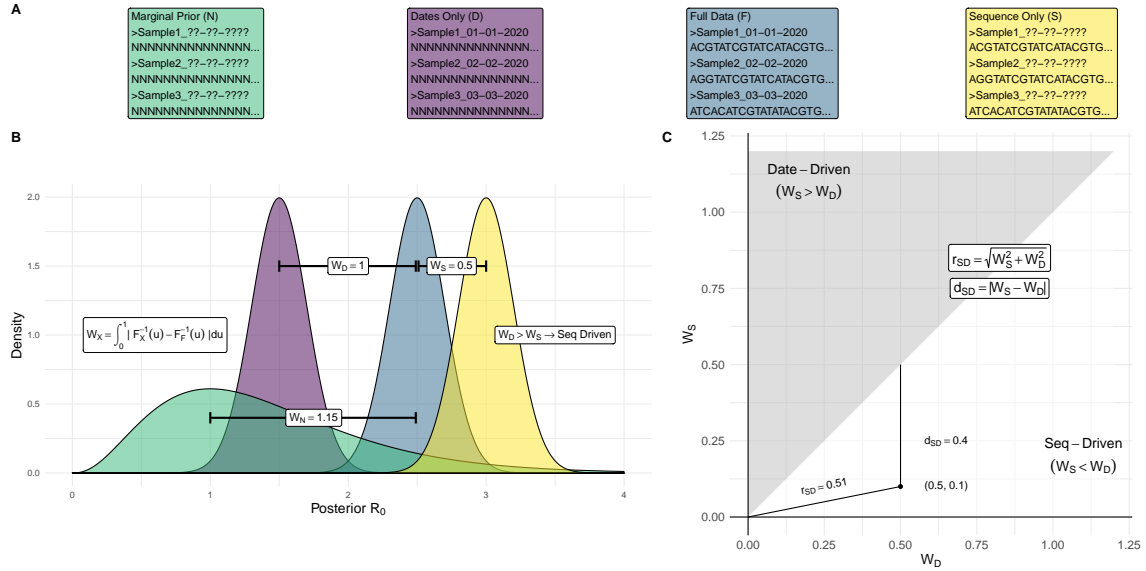 A
Marginal Prior (N)
>Sample1_??−??−????
NNNNNNNNNNNNNNN...
>Sample2_??−??−????
NNNNNNNNNNNNNNN...
>Sample3_??−??−????
NNNNNNNNNNNNNNN...
Dates Only (D)
>Sample1_01−01−2020
NNNNNNNNNNNNNNN...
>Sample2_02−02−2020
NNNNNNNNNNNNNNN...
>Sample3_03−03−2020
NNNNNNNNNNNNNNN...
Full Data (F)
>Sample1_01−01−2020
ACGTATCGTATCATACGTG...
>Sample2_02−02−2020
AGGTATCGTATCATACGTG...
>Sample3_03−03−2020
ATCACATCGTATATACGTG...
Sequence Only (S)
>Sample1_??−??−????
ACGTATCGTATCATACGTG...
>Sample2_??−??−????
AGGTATCGTATCATACGTG...
>Sample3_??−??−????
ATCACATCGTATATACGTG...
B
2.0
1.5
1.0
0.5
0.0
Density
W_D = 1
W_S = 0.5
W_X = ∫_0^1 | F_X^{−1}(u) − F_F^{−1}(u) |du
W_D > W_S → Seq Driven
W_N = 1.15
0 1 2 3 4
Posterior R_0
C
1.25
1.00
0.75
0.50
0.25
0.00
W_S
Date − Driven
(W_S > W_D)
r_SD = √(W_S^2 + W_D^2)
d_SD = |W_S − W_D|
d_SD = 0.4
Seq − Driven
(W_S < W_D)
r_SD = 0.51
(0.5, 0.1)
0.00 0.25 0.50 0.75 1.00 1.25
W_D